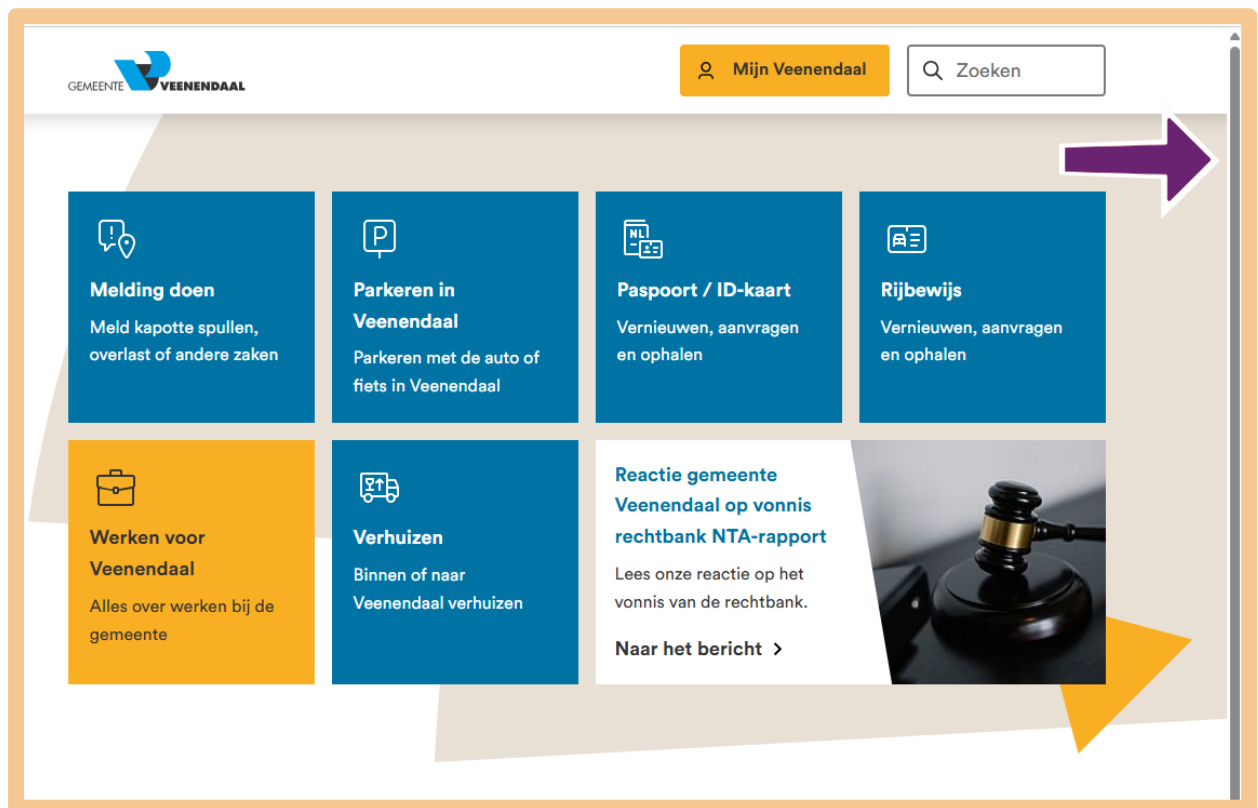 GEMEENTE VEENENDAAL
Mijn Veenendaal
Zoeken
Melding doen
Meld kapotte spullen,
overlast of andere zaken
P
Parkeren in
Veenendaal
Parkeren met de auto of
fiets in Veenendaal
NL
Paspoort / ID-kaart
Vernieuwen, aanvragen
en ophalen
Rijbewijs
Vernieuwen, aanvragen
en ophalen
Werken voor
Veenendaal
Alles over werken bij de
gemeente
Verhuizen
Binnen of naar
Veenendaal verhuizen
Reactie gemeente
Veenendaal op vonnis
rechtbank NTA-rapport
Lees onze reactie op het
vonnis van de rechtbank.
Naar het bericht >